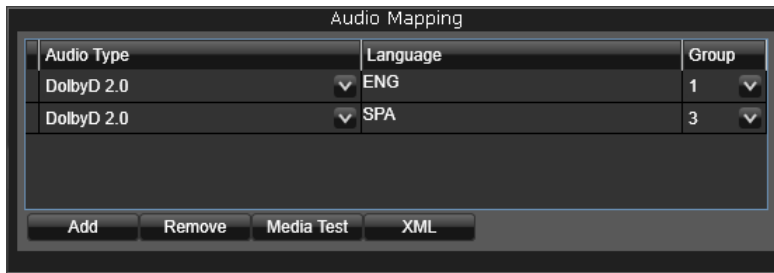 Audio Mapping
Audio Type Language Group
DolbyD 2.0 ENG 1
DolbyD 2.0 SPA 3
Add Remove Media Test XML